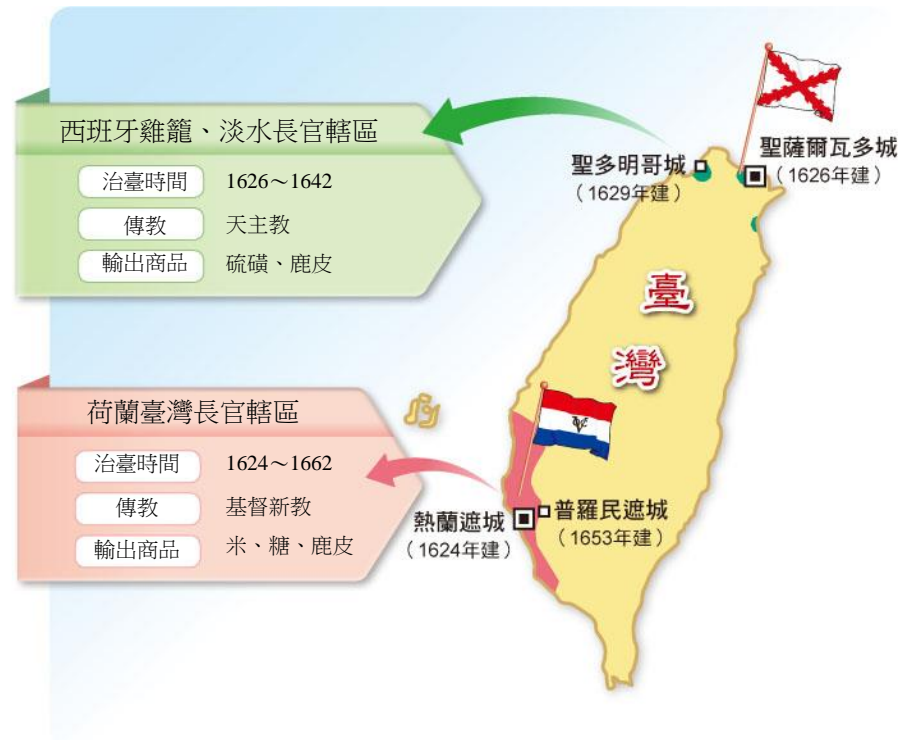 西班牙雞籠、淡水長官轄區
治臺時間 1626～1642
傳教 天主教
輸出商品 硫磺、鹿皮
聖多明哥城
（1629年建）
聖薩爾瓦多城
（1626年建）
臺
灣
荷蘭臺灣長官轄區
治臺時間 1624～1662
傳教 基督新教
輸出商品 米、糖、鹿皮
熱蘭遮城
（1624年建）
普羅民遮城
（1653年建）